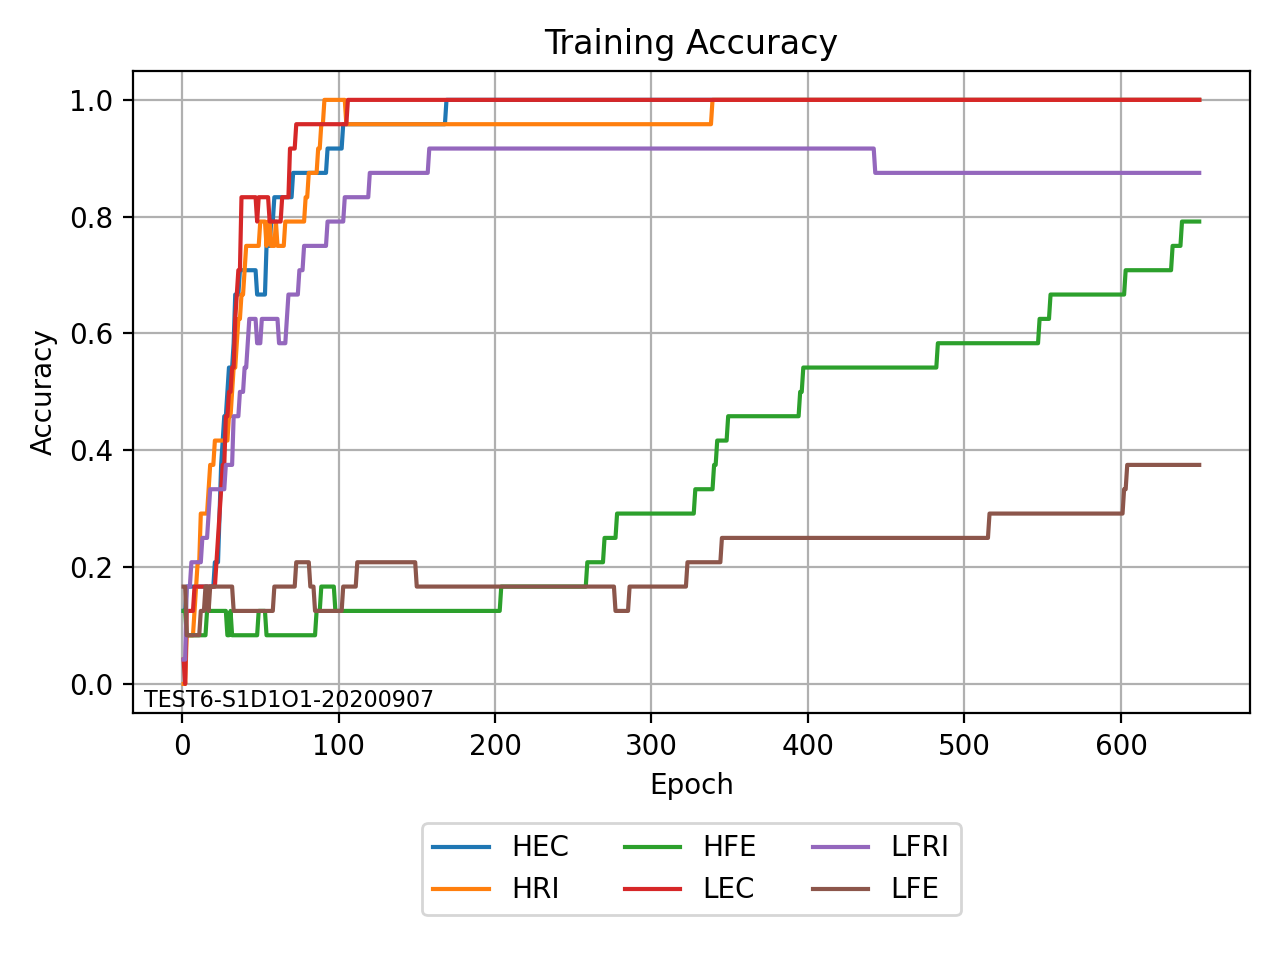 Training Accuracy
Accuracy
1.0
0.8
0.6
0.4
0.2
0.0
TEST6-S1D1O1-20200907
0 100 200 300 400 500 600
Epoch
HEC HFE LFRI
HRI LEC LFE